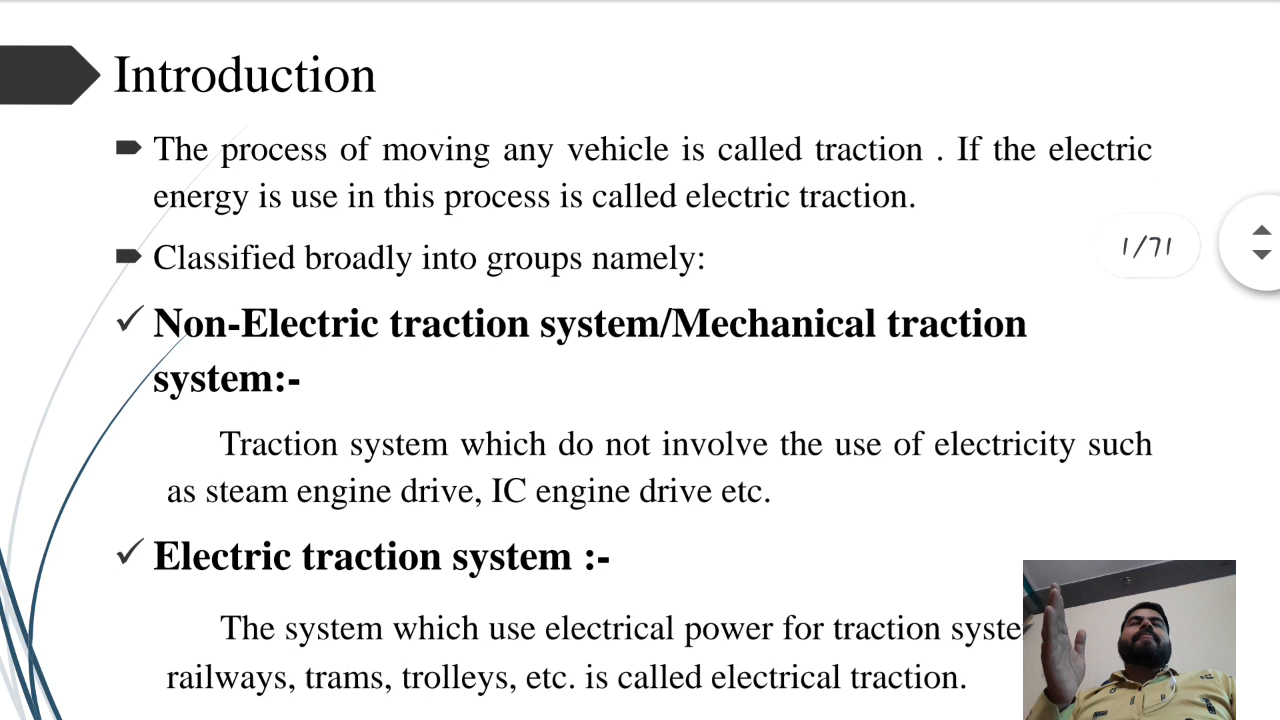 Introduction
The process of moving any vehicle is called traction . If the electric
energy is use in this process is called electric traction.
Classified broadly into groups namely:
1/71
Non-Electric traction system/Mechanical traction
system:-
Traction system which do not involve the use of electricity such
as steam engine drive, IC engine drive etc.
Electric traction system :-
The system which use electrical power for traction syste
railways, trams, trolleys, etc. is called electrical traction.